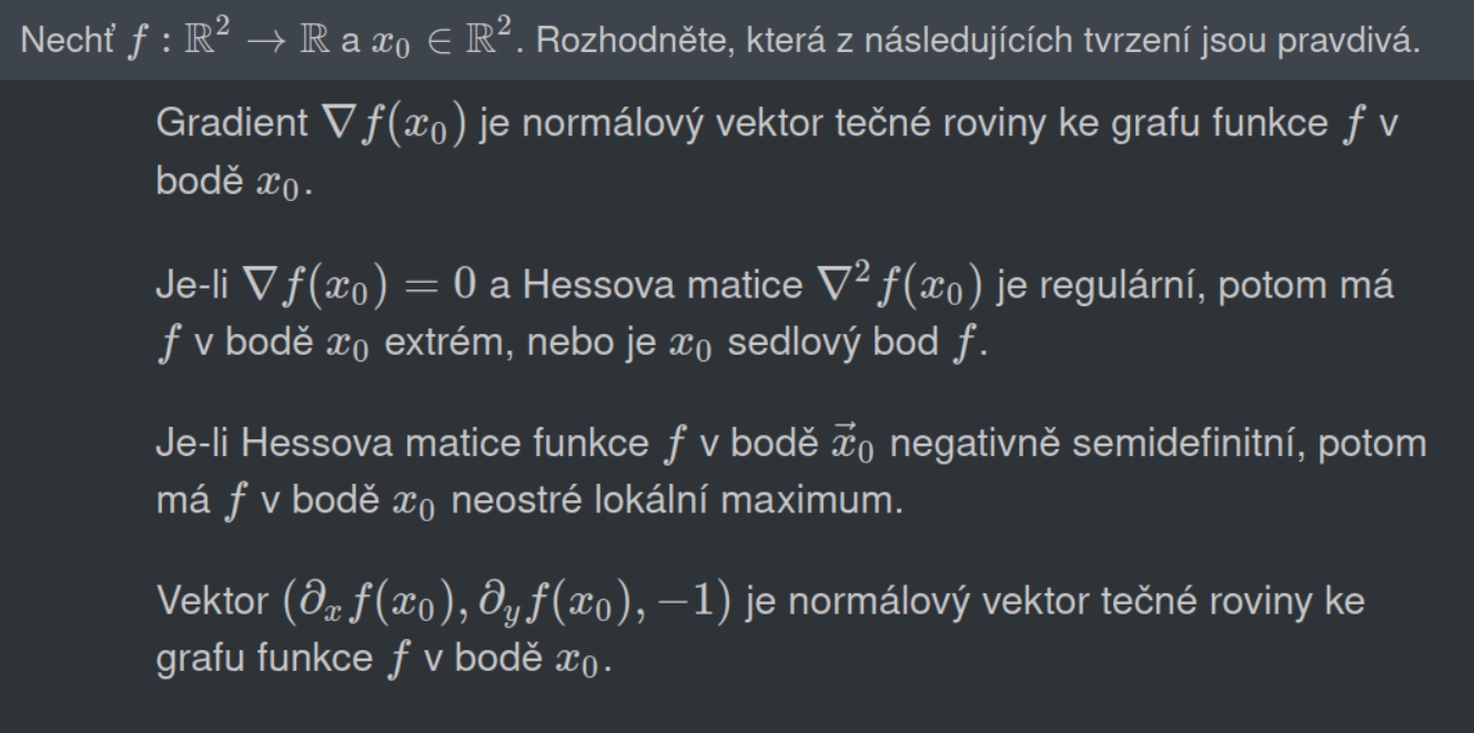 Nechť f : ℝ² → ℝ a x₀ ∈ ℝ². Rozhodněte, která z následujících tvrzení jsou pravdivá.
Gradient ∇f(x₀) je normálový vektor tečné roviny ke grafu funkce f v
bodě x₀.
Je-li ∇f(x₀) = 0 a Hessova matice ∇²f(x₀) je regulární, potom má
f v bodě x₀ extrém, nebo je x₀ sedlový bod f.
Je-li Hessova matice funkce f v bodě x⃗₀ negativně semidefinitní, potom
má f v bodě x₀ neostré lokální maximum.
Vektor (∂ₓf(x₀), ∂ᵧf(x₀), −1) je normálový vektor tečné roviny ke
grafu funkce f v bodě x₀.